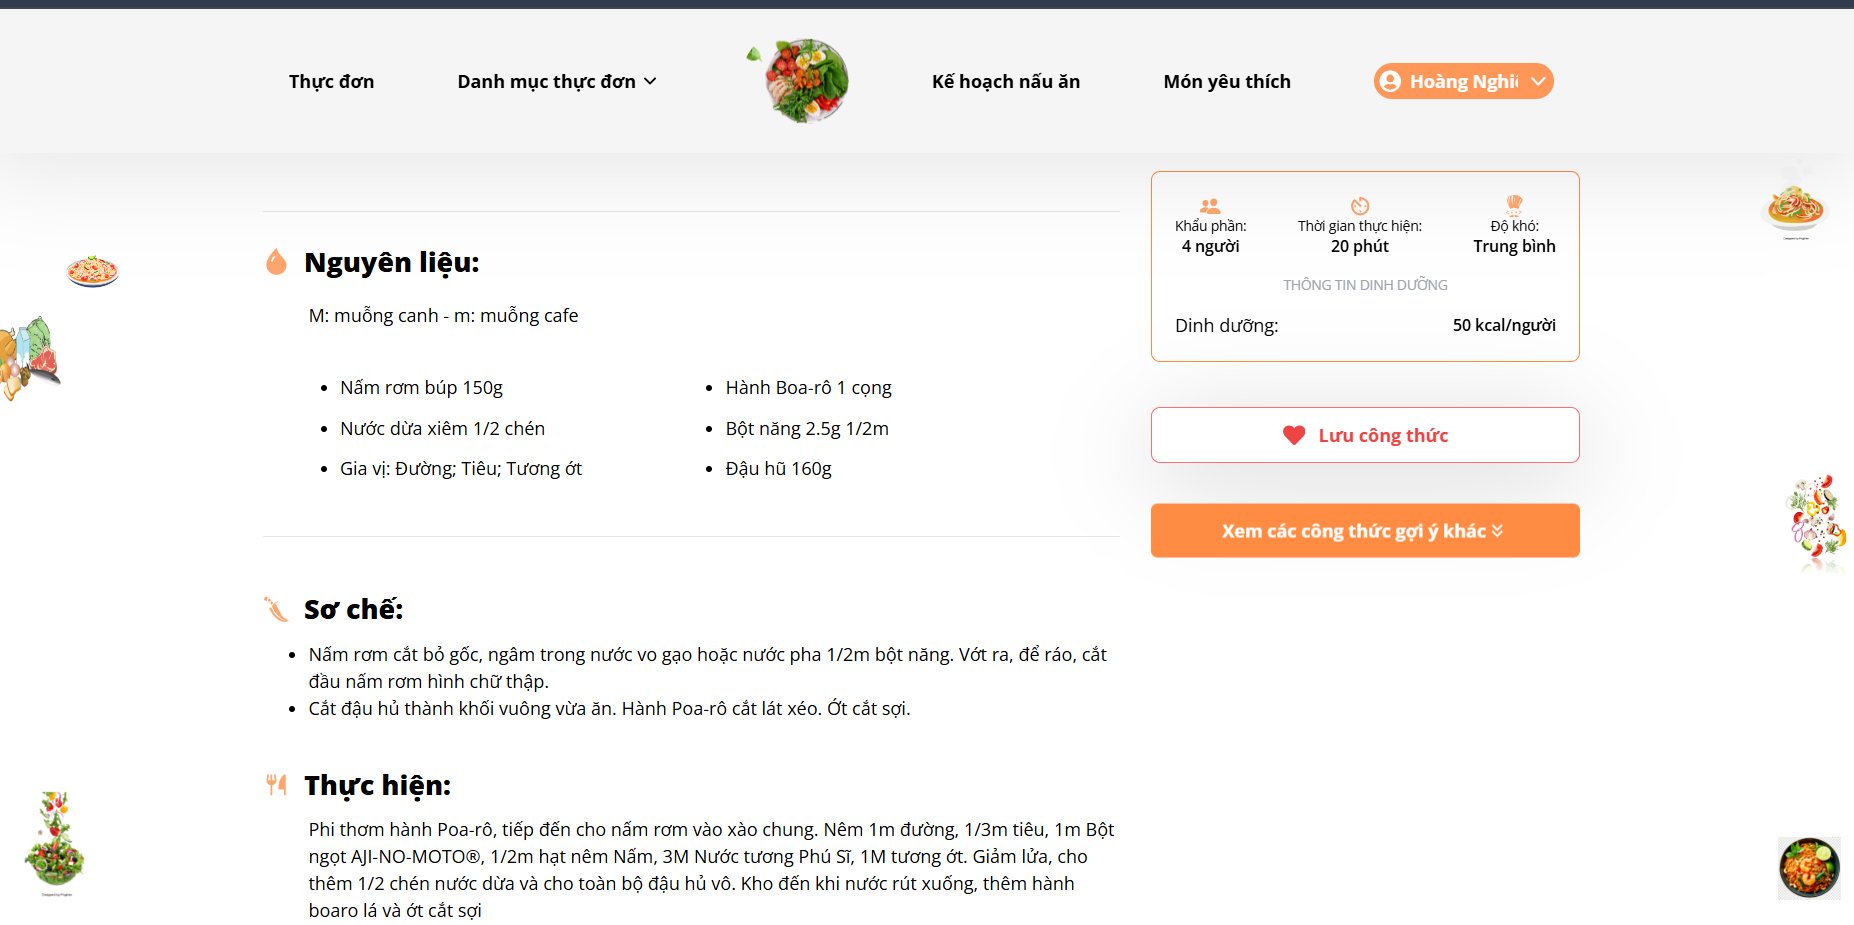 Thực đơn
Danh mục thực đơn
Kế hoạch nấu ăn
Món yêu thích
Hoàng Nghi
Khẩu phần:
4 người
Thời gian thực hiện:
20 phút
Độ khó:
Trung bình
THÔNG TIN DINH DƯỠNG
Dinh dưỡng:
50 kcal/người
Lưu công thức
Xem các công thức gợi ý khác
Nguyên liệu:
M: muỗng canh - m: muỗng cafe
Nấm rơm búp 150g
Nước dừa xiêm 1/2 chén
Gia vị: Đường; Tiêu; Tương ớt
Hành Boa-rô 1 cọng
Bột năng 2.5g 1/2m
Đậu hũ 160g
Sơ chế:
Nấm rơm cắt bỏ gốc, ngâm trong nước vo gạo hoặc nước pha 1/2m bột năng. Vớt ra, để ráo, cắt
đầu nấm rơm hình chữ thập.
Cắt đậu hủ thành khối vuông vừa ăn. Hành Poa-rô cắt lát xéo. Ớt cắt sợi.
Thực hiện:
Phi thơm hành Poa-rô, tiếp đến cho nấm rơm vào xào chung. Nêm 1m đường, 1/3m tiêu, 1m Bột
ngọt AJI-NO-MOTO®, 1/2m hạt nêm Nấm, 3M Nước tương Phú Sĩ, 1M tương ớt. Giảm lửa, cho
thêm 1/2 chén nước dừa và cho toàn bộ đậu hủ vô. Kho đến khi nước rút xuống, thêm hành
boaro lá và ớt cắt sợi